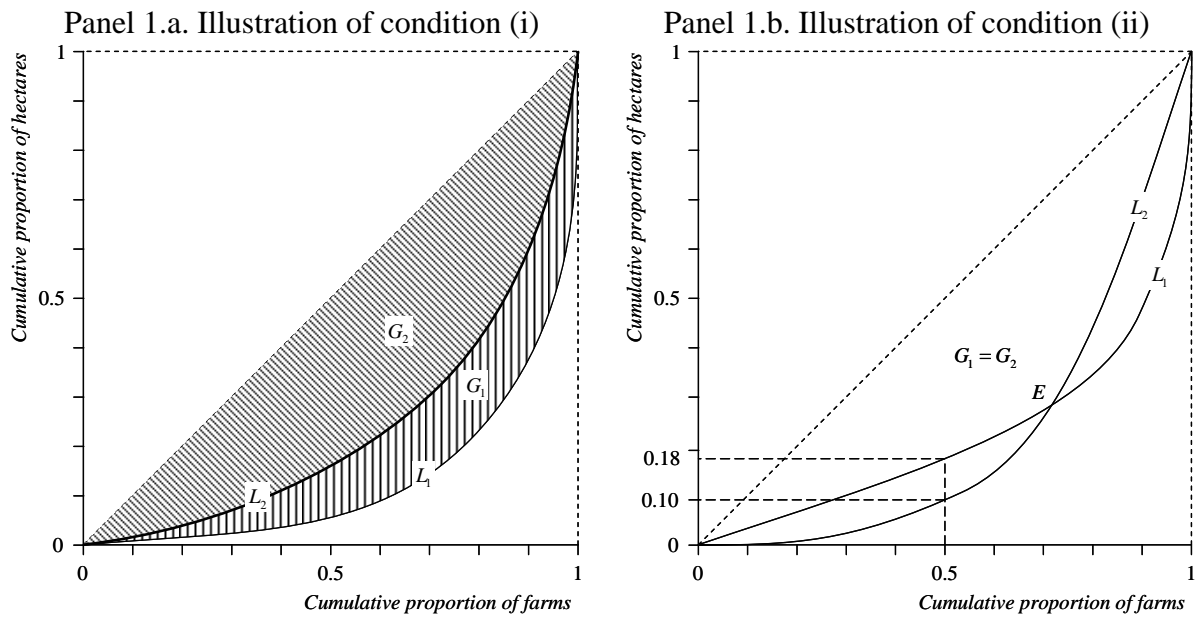 Panel 1.a. Illustration of condition (i)
Cumulative proportion of hectares
1
0.5
0
G2
G1
L1
L2
0
0.5
1
Cumulative proportion of farms
Panel 1.b. Illustration of condition (ii)
Cumulative proportion of hectares
1
0.5
0.18
0.10
0
L2
L1
G1 = G2
E
0
0.5
1
Cumulative proportion of farms